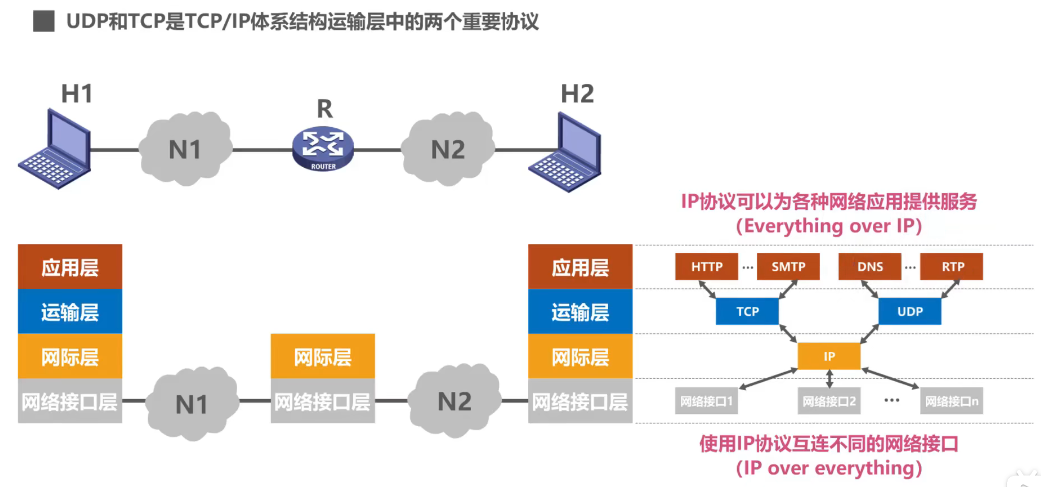 UDP和TCP是TCP/IP体系结构运输层中的两个重要协议
H1
R
H2
N1
ROUTER
N2
IP协议可以为各种网络应用提供服务
（Everything over IP）
应用层
应用层
HTTP ··· SMTP DNS ··· RTP
运输层
运输层
TCP UDP
网际层
网际层
网际层
IP
网络接口层
N1
网络接口层
N2
网络接口层
网络接口1 网络接口2 ··· 网络接口n
使用IP协议互连不同的网络接口
（IP over everything）